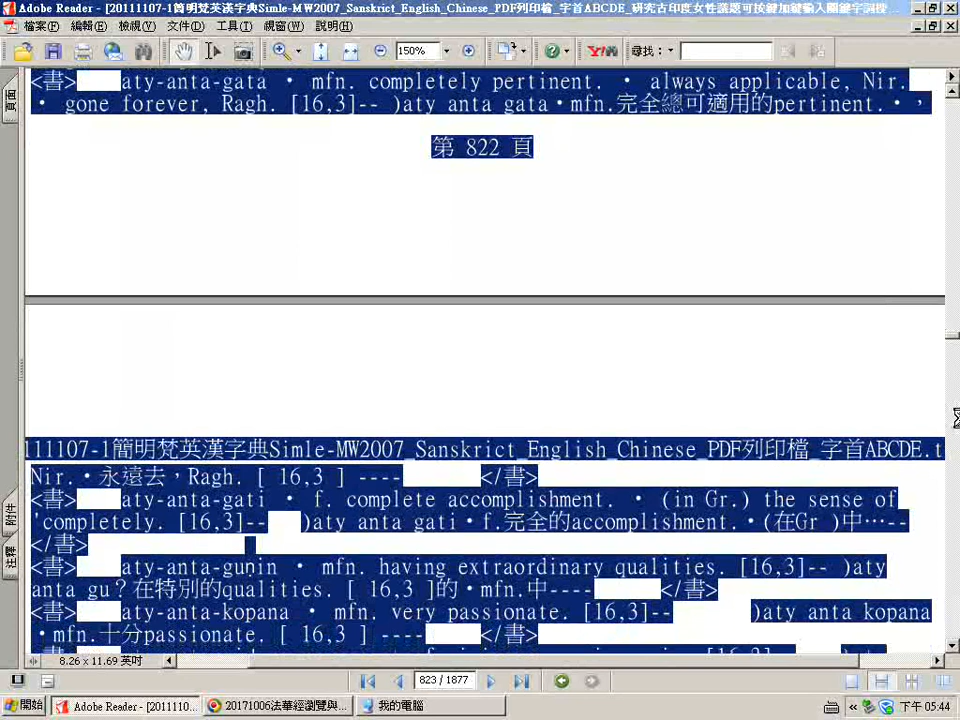 Adobe Reader - [20111107-1簡明梵英漢字典Simle-MW2007_Sanskrict_English_Chinese_PDF列印檔_字首ABCDE_研究古印度女性議題可按鍵加鍵輸入關鍵字詞搜
檔案(F) 編輯(E) 檢視(V) 文件(D) 工具(T) 視窗(W) 說明(H)
150% Y! 尋找：
頁面
<書> aty-anta-gata • mfn. completely pertinent. • always applicable, Nir.
• gone forever, Ragh. [16,3]-- )aty anta gata•mfn.完全總可適用的pertinent.•，
第 822 頁
111107-1簡明梵英漢字典Simle-MW2007_Sanskrict_English_Chinese_PDF列印檔_字首ABCDE.t
Nir.•永遠去，Ragh. [ 16,3 ] ---- </書>
<書> aty-anta-gati • f. complete accomplishment. • (in Gr.) the sense of
'completely. [16,3]-- )aty anta gati•f.完全的accomplishment.•(在Gr )中…--
</書>
<書> aty-anta-guṇin • mfn. having extraordinary qualities. [16,3]-- )aty
anta gu？在特別的qualities. [ 16,3 ]的•mfn.中---- </書>
<書> aty-anta-kopana • mfn. very passionate. [16,3]-- )aty anta kopana
•mfn.十分passionate. [ 16,3 ] ---- </書>
附件
注釋
8.26 x 11.69 英吋
823 / 1877
開始 Adobe Reader - [2011110... 20171006法華經瀏覽與... 我的電腦 下午 05:44